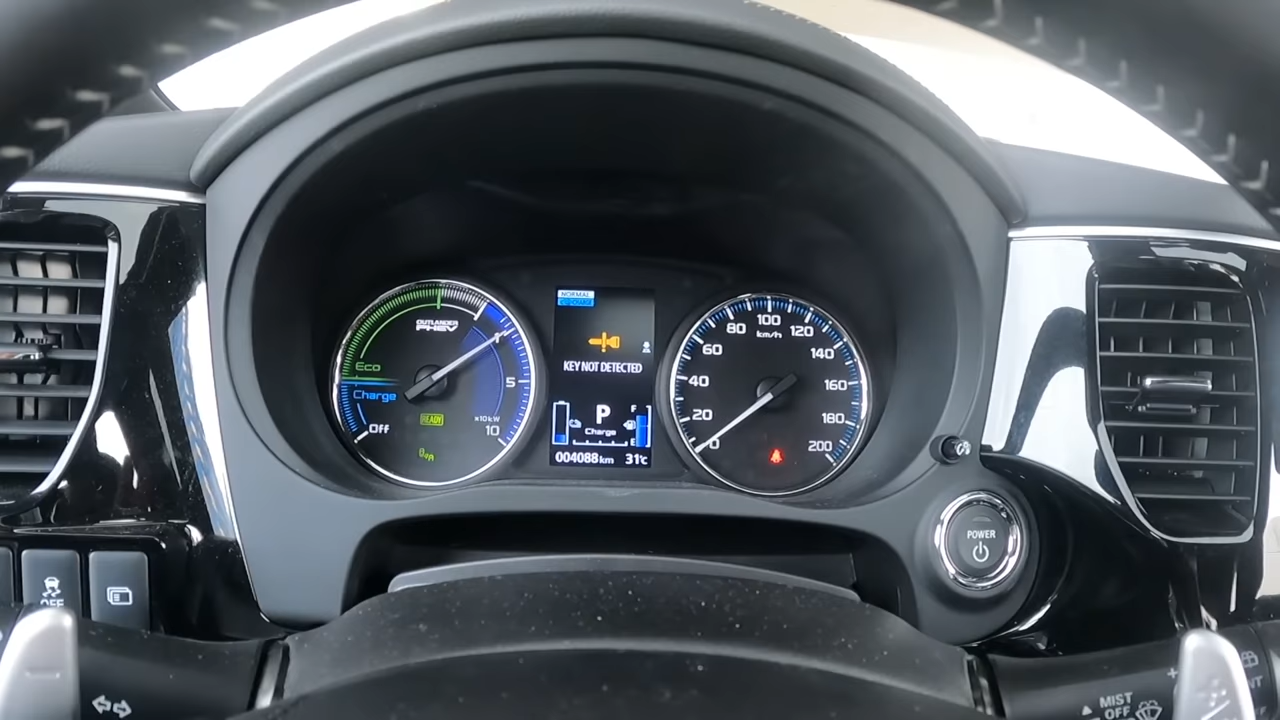 OUTLANDER
PHEV
Eco
Charge
Off
READY
5
x10kW
10
NORMAL
KEY NOT DETECTED
P
F
Charge
E
004088km 31°C
0
20
40
60
80
100
120
140
160
180
200
km/h
POWER
OFF
MIST
OFF